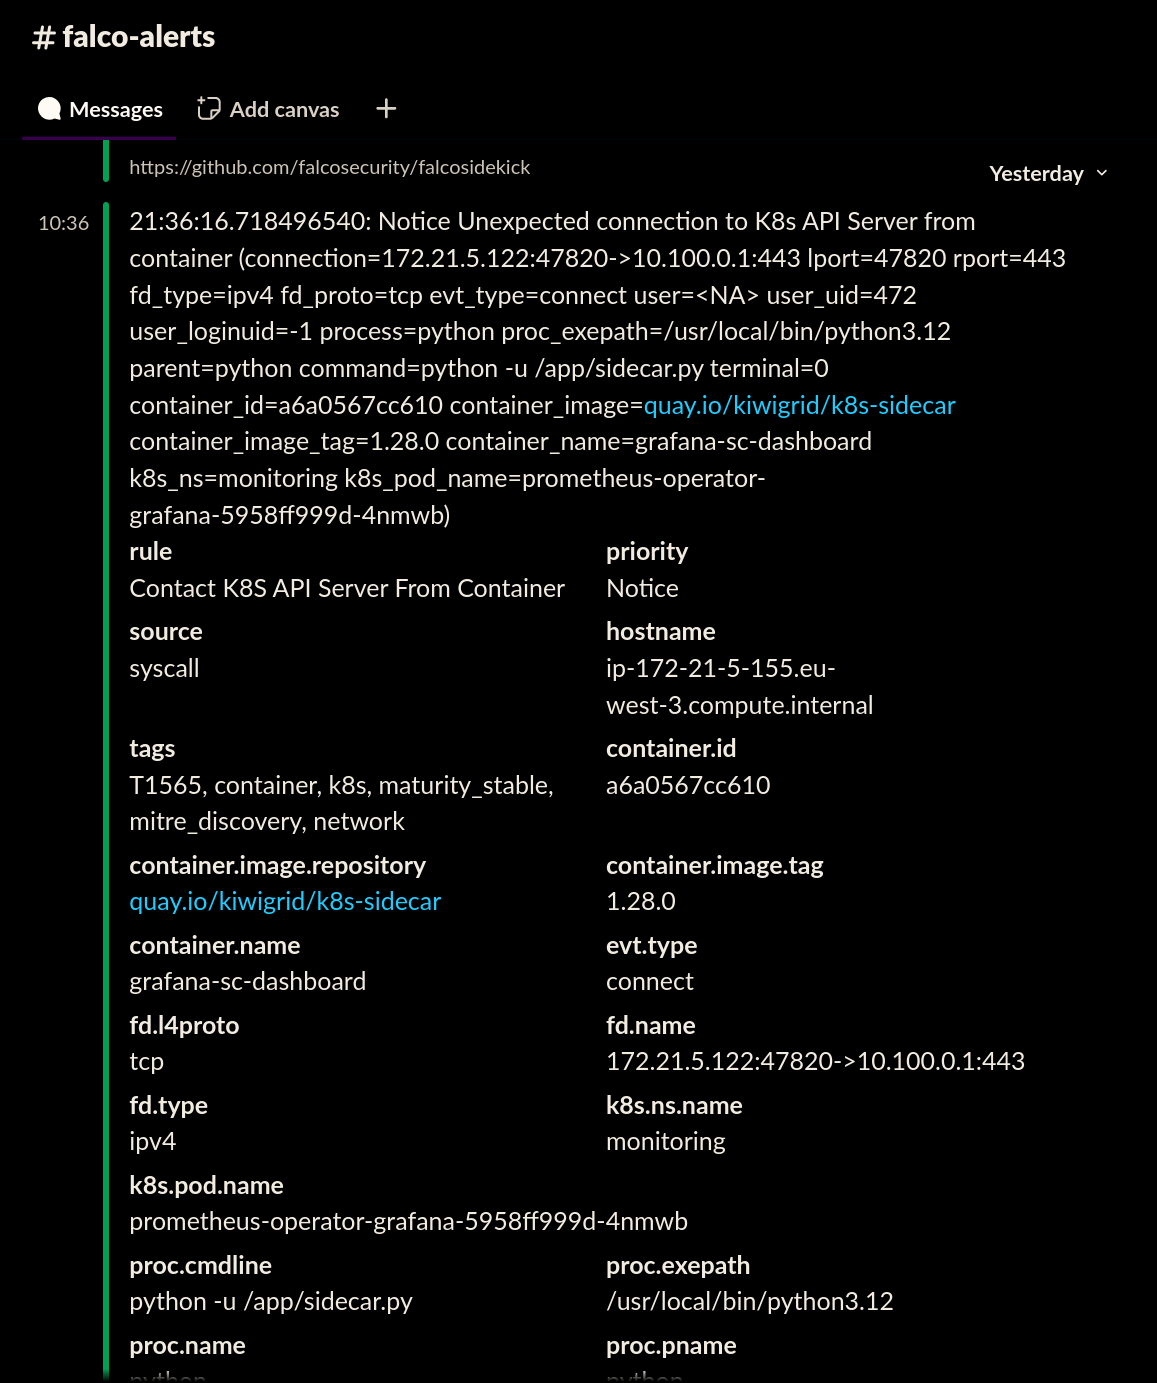 # falco-alerts
Messages Add canvas +
https://github.com/falcosecurity/falcosidekick
Yesterday
10:36
21:36:16.718496540: Notice Unexpected connection to K8s API Server from
container (connection=172.21.5.122:47820->10.100.0.1:443 lport=47820 rport=443
fd_type=ipv4 fd_proto=tcp evt_type=connect user=<NA> user_uid=472
user_loginuid=-1 process=python proc_exepath=/usr/local/bin/python3.12
parent=python command=python -u /app/sidecar.py terminal=0
container_id=a6a0567cc610 container_image=quay.io/kiwigrid/k8s-sidecar
container_image_tag=1.28.0 container_name=grafana-sc-dashboard
k8s_ns=monitoring k8s_pod_name=prometheus-operator-
grafana-5958ff999d-4nmwb)
rule
Contact K8S API Server From Container
priority
Notice
source
syscall
hostname
ip-172-21-5-155.eu-
west-3.compute.internal
tags
T1565, container, k8s, maturity_stable,
mitre_discovery, network
container.id
a6a0567cc610
container.image.repository
quay.io/kiwigrid/k8s-sidecar
container.image.tag
1.28.0
container.name
grafana-sc-dashboard
evt.type
connect
fd.l4proto
tcp
fd.name
172.21.5.122:47820->10.100.0.1:443
fd.type
ipv4
k8s.ns.name
monitoring
k8s.pod.name
prometheus-operator-grafana-5958ff999d-4nmwb
proc.cmdline
python -u /app/sidecar.py
proc.exepath
/usr/local/bin/python3.12
proc.name
python
proc.pname
python